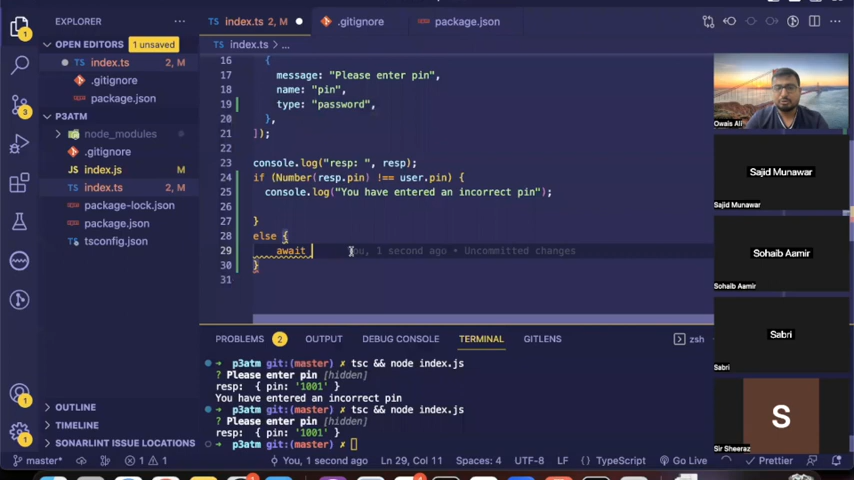 EXPLORER
OPEN EDITORS 1 unsaved
TS index.ts 2, M
.gitignore
package.json
P3ATM
node_modules
.gitignore
JS index.js M
TS index.ts 2, M
package-lock.json
package.json
tsconfig.json
OUTLINE
TIMELINE
SONARLINT ISSUE LOCATIONS
1
3
1
1
TS index.ts 2, M
.gitignore
package.json
TS index.ts > ...
16 {
17 message: "Please enter pin",
18 name: "pin",
19 type: "password",
20 },
21 ]);
22
23 console.log("resp: ", resp);
24 if (Number(resp.pin) !== user.pin) {
25 console.log("You have entered an incorrect pin");
26
27 }
28 else {
29 await You, 1 second ago • Uncommitted changes
30 }
31
PROBLEMS 2 OUTPUT DEBUG CONSOLE TERMINAL GITLENS zsh
→ p3atm git:(master) ✗ tsc && node index.js
? Please enter pin [hidden]
resp: { pin: '1001' }
You have entered an incorrect pin
→ p3atm git:(master) ✗ tsc && node index.js
? Please enter pin [hidden]
resp: { pin: '1001' }
→ p3atm git:(master) ✗
Owais Ali
Sajid Munawar
Sajid Munawar
Sohaib Aamir
Sohaib Aamir
Sabri
Sabri
S
Sir Sheeraz
master* 1 1 You, 1 second ago Ln 29, Col 11 Spaces: 4 UTF-8 LF {} TypeScript Go Live Prettier